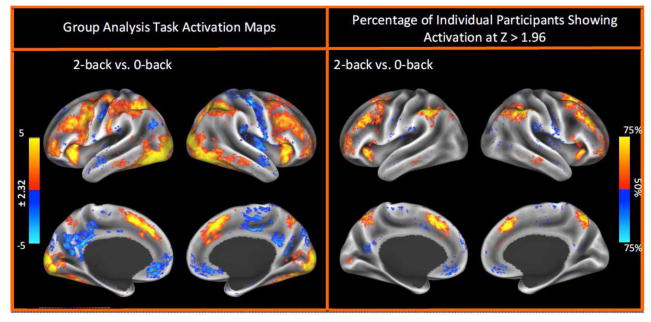 Group Analysis Task Activation Maps
Percentage of Individual Participants Showing
Activation at Z > 1.96
2-back vs. 0-back
2-back vs. 0-back
5
± 2.32
-5
75%
50%
75%